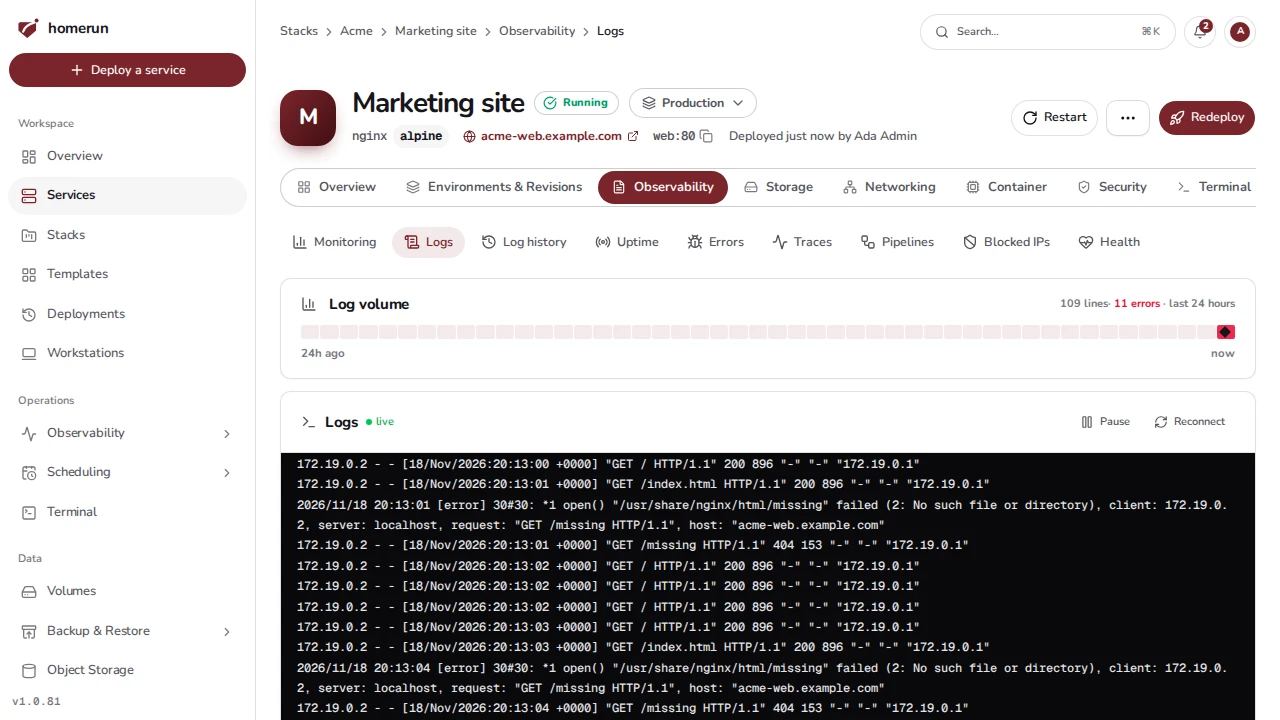 homerun
Stacks > Acme > Marketing site > Observability > Logs
Search...
⌘K
2
A
Deploy a service
Workspace
Overview
Services
Stacks
Templates
Deployments
Workstations
Operations
Observability
Scheduling
Terminal
Data
Volumes
Backup & Restore
Object Storage
v1.0.81
M
Marketing site
Running
Production
nginx alpine
acme-web.example.com
web:80
Deployed just now by Ada Admin
Restart
Redeploy
Overview
Environments & Revisions
Observability
Storage
Networking
Container
Security
Terminal
Monitoring
Logs
Log history
Uptime
Errors
Traces
Pipelines
Blocked IPs
Health
Log volume
109 lines· 11 errors · last 24 hours
24h ago
now
Logs
live
Pause
Reconnect
172.19.0.2 - - [18/Nov/2026:20:13:00 +0000] "GET / HTTP/1.1" 200 896 "-" "-" "172.19.0.1"
172.19.0.2 - - [18/Nov/2026:20:13:01 +0000] "GET /index.html HTTP/1.1" 200 896 "-" "-" "172.19.0.1"
2026/11/18 20:13:01 [error] 30#30: *1 open() "/usr/share/nginx/html/missing" failed (2: No such file or directory), client: 172.19.0.
2, server: localhost, request: "GET /missing HTTP/1.1", host: "acme-web.example.com"
172.19.0.2 - - [18/Nov/2026:20:13:01 +0000] "GET /missing HTTP/1.1" 404 153 "-" "-" "172.19.0.1"
172.19.0.2 - - [18/Nov/2026:20:13:02 +0000] "GET / HTTP/1.1" 200 896 "-" "-" "172.19.0.1"
172.19.0.2 - - [18/Nov/2026:20:13:02 +0000] "GET / HTTP/1.1" 200 896 "-" "-" "172.19.0.1"
172.19.0.2 - - [18/Nov/2026:20:13:02 +0000] "GET / HTTP/1.1" 200 896 "-" "-" "172.19.0.1"
172.19.0.2 - - [18/Nov/2026:20:13:03 +0000] "GET / HTTP/1.1" 200 896 "-" "-" "172.19.0.1"
172.19.0.2 - - [18/Nov/2026:20:13:03 +0000] "GET /index.html HTTP/1.1" 200 896 "-" "-" "172.19.0.1"
2026/11/18 20:13:04 [error] 30#30: *1 open() "/usr/share/nginx/html/missing" failed (2: No such file or directory), client: 172.19.0.
2, server: localhost, request: "GET /missing HTTP/1.1", host: "acme-web.example.com"
172.19.0.2 - - [18/Nov/2026:20:13:04 +0000] "GET /missing HTTP/1.1" 404 153 "-" "-" "172.19.0.1"